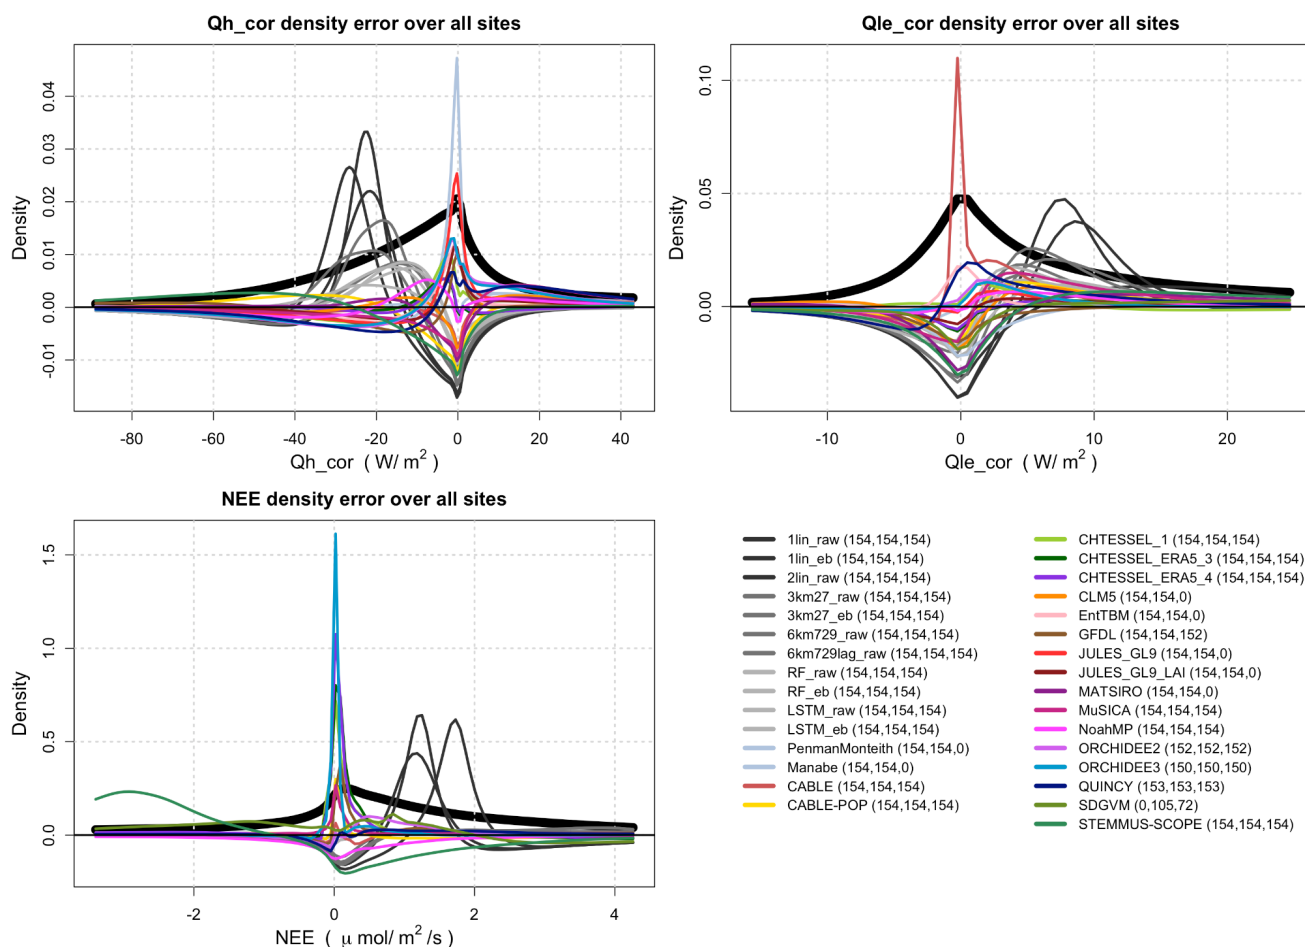 Qh_cor density error over all sites
Density
0.04
0.03
0.02
0.01
0.00
-0.01
-80 -60 -40 -20 0 20 40
Qh_cor ( W/ m² )
Qle_cor density error over all sites
Density
0.10
0.05
0.00
-10 0 10 20
Qle_cor ( W/ m² )
NEE density error over all sites
Density
1.5
1.0
0.5
0.0
-2 0 2 4
NEE ( μ mol/ m² /s )
1lin_raw (154,154,154)
1lin_eb (154,154,154)
2lin_raw (154,154,154)
3km27_raw (154,154,154)
3km27_eb (154,154,154)
6km729_raw (154,154,154)
6km729lag_raw (154,154,154)
RF_raw (154,154,154)
RF_eb (154,154,154)
LSTM_raw (154,154,154)
LSTM_eb (154,154,154)
PenmanMonteith (154,154,0)
Manabe (154,154,0)
CABLE (154,154,154)
CABLE-POP (154,154,154)
CHTESSEL_1 (154,154,154)
CHTESSEL_ERA5_3 (154,154,154)
CHTESSEL_ERA5_4 (154,154,154)
CLM5 (154,154,0)
EntTBM (154,154,0)
GFDL (154,154,152)
JULES_GL9 (154,154,0)
JULES_GL9_LAI (154,154,0)
MATSIRO (154,154,0)
MuSICA (154,154,154)
NoahMP (154,154,154)
ORCHIDEE2 (152,152,152)
ORCHIDEE3 (150,150,150)
QUINCY (153,153,153)
SDGVM (0,105,72)
STEMMUS-SCOPE (154,154,154)